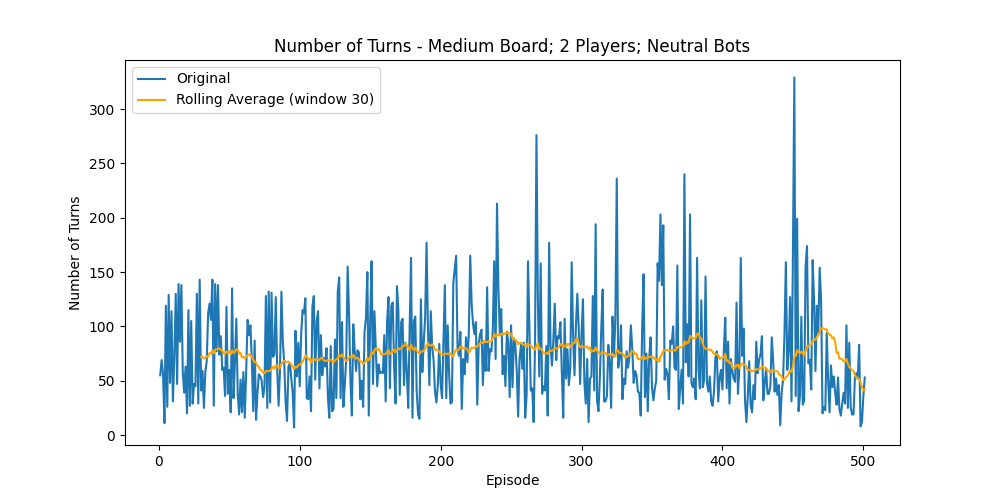 Number of Turns - Medium Board; 2 Players; Neutral Bots
Original
Rolling Average (window 30)
300
250
200
150
100
50
0
Number of Turns
0 100 200 300 400 500
Episode